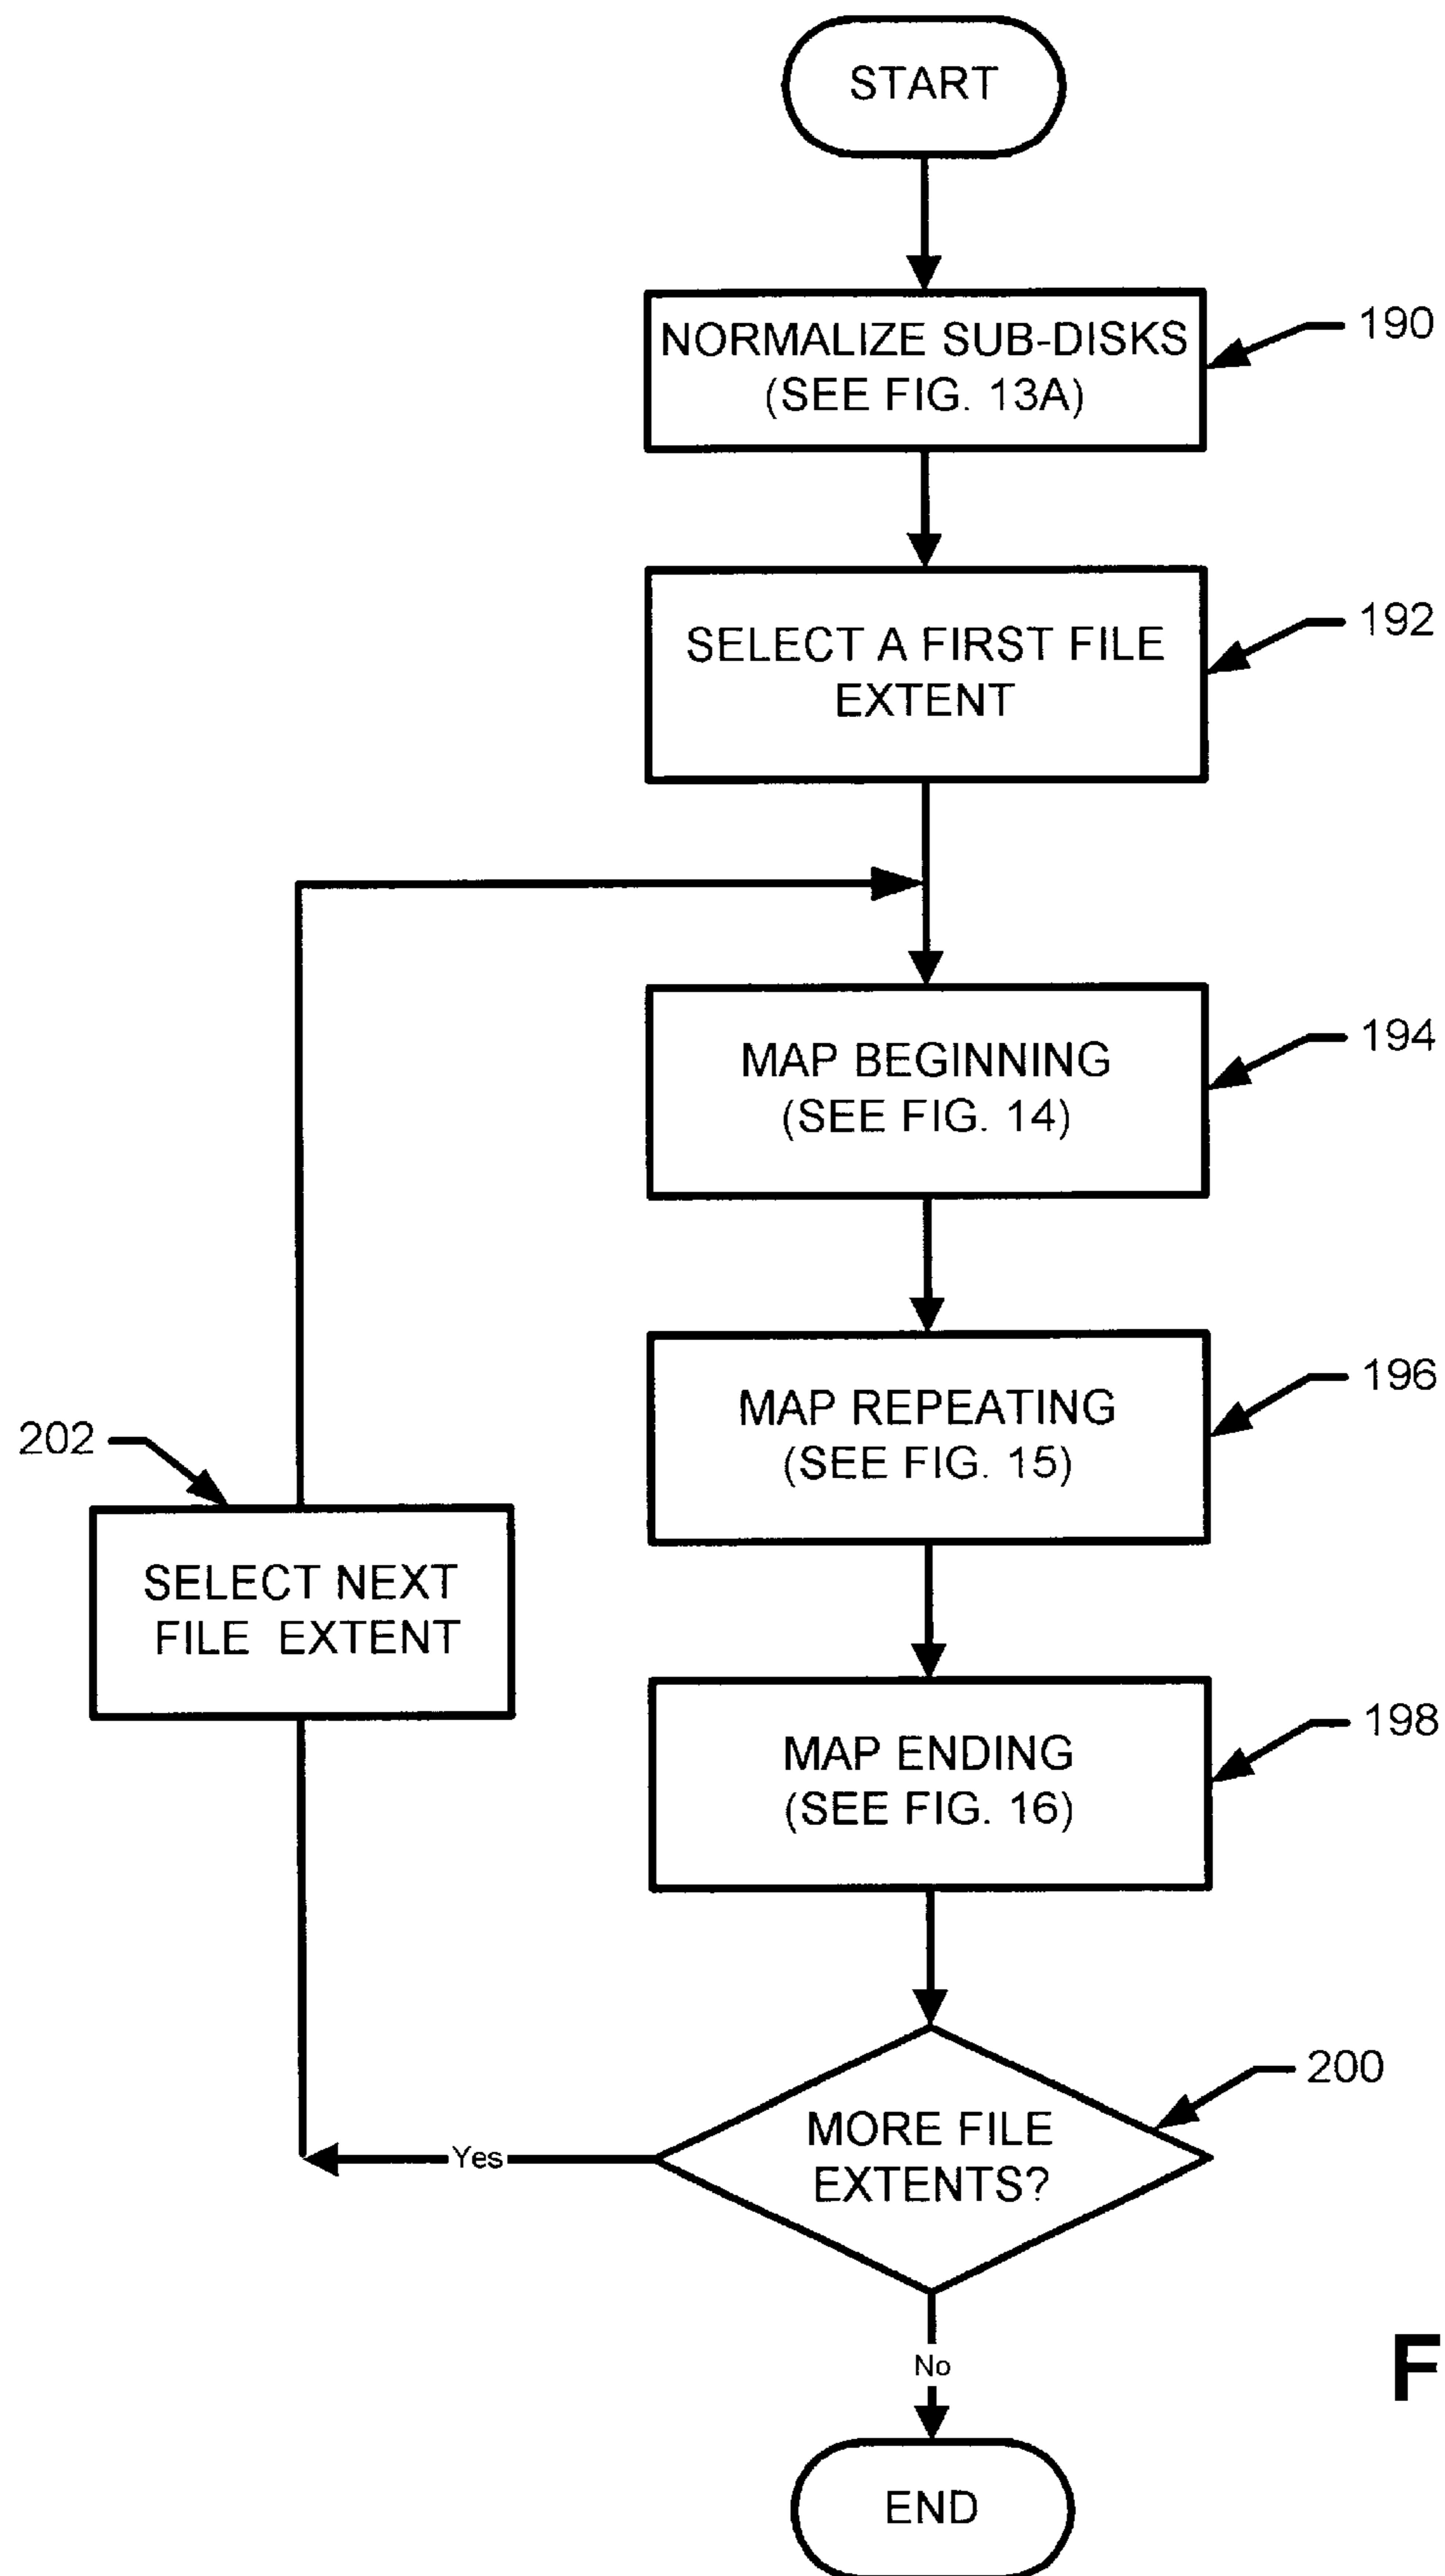 START
NORMALIZE SUB-DISKS
(SEE FIG. 13A)
190
SELECT A FIRST FILE
EXTENT
192
MAP BEGINNING
(SEE FIG. 14)
194
MAP REPEATING
(SEE FIG. 15)
196
202
SELECT NEXT
FILE EXTENT
MAP ENDING
(SEE FIG. 16)
198
MORE FILE
EXTENTS?
200
Yes
No
F
END